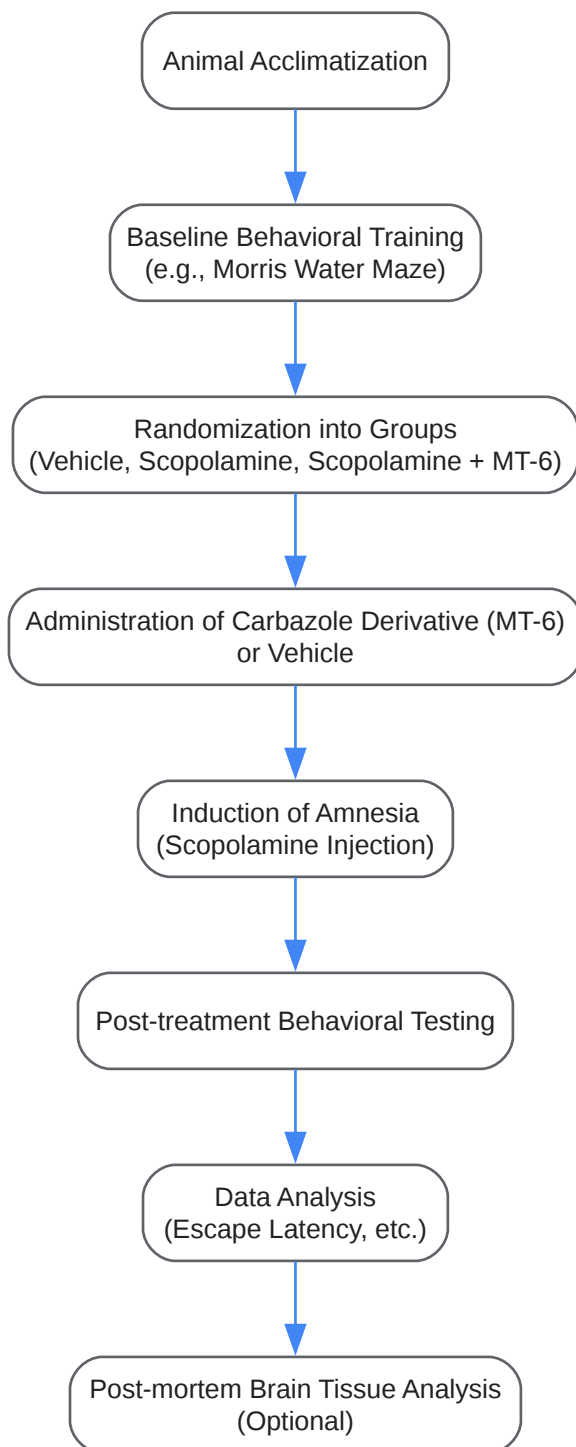 Animal Acclimatization
Baseline Behavioral Training
(e.g., Morris Water Maze)
Randomization into Groups
(Vehicle, Scopolamine, Scopolamine + MT-6)
Administration of Carbazole Derivative (MT-6)
or Vehicle
Induction of Amnesia
(Scopolamine Injection)
Post-treatment Behavioral Testing
Data Analysis
(Escape Latency, etc.)
Post-mortem Brain Tissue Analysis
(Optional)